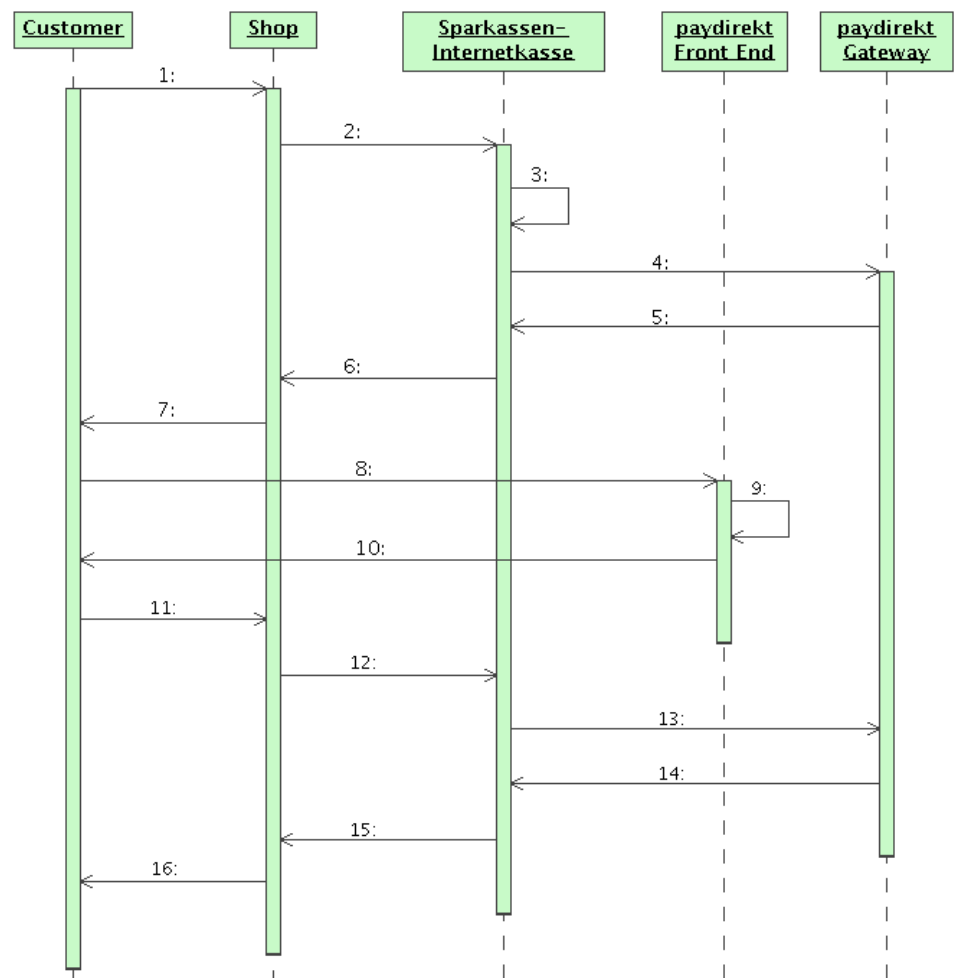 Customer
Shop
Sparkassen-
Internetkasse
paydirekt
Front End
paydirekt
Gateway
1:
2:
3:
4:
5:
6:
7:
8:
9:
10:
11:
12:
13:
14:
15:
16: